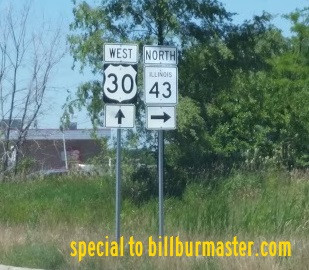 WEST
30
NORTH
ILLINOIS
43
special to billburmaster.com